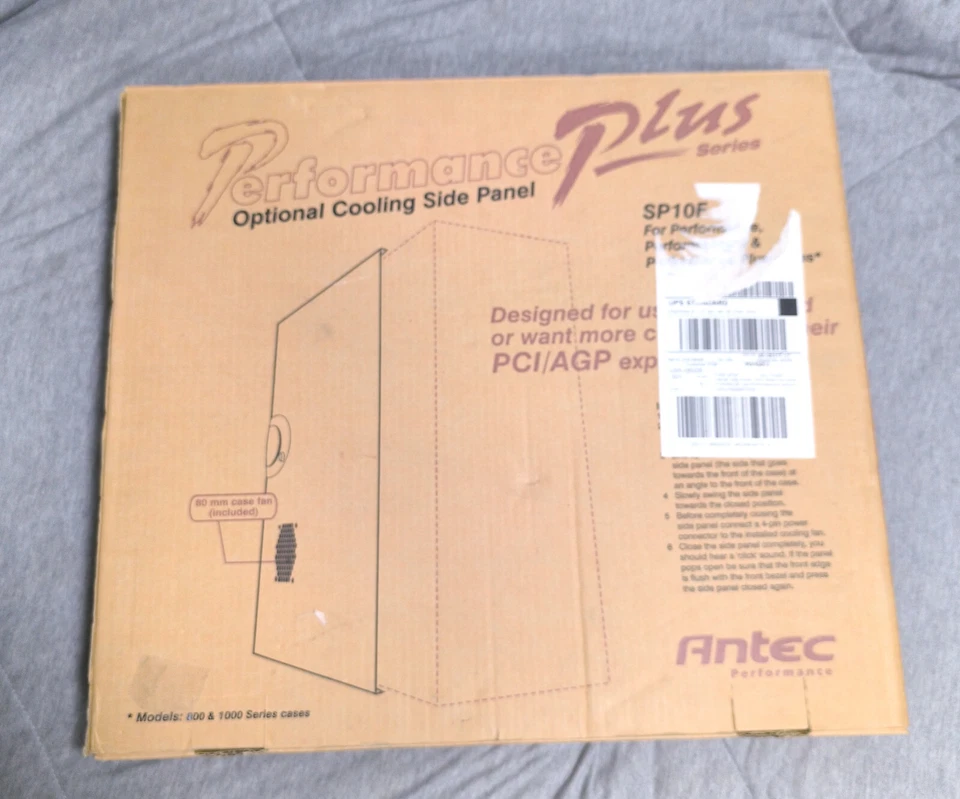 Performance Plus
Series
Optional Cooling Side Panel
SP10F
For
&
Designed for
or want more
PCI/AGP
80 mm case fan
(included)
side panel (the side that goes
towards the front of the case) at
an angle to the front of the case.
4 Slowly swing the side panel
towards the closed position.
5 Before completely closing the
side panel connect a 4-pin power
connector to the installed cooling fan.
6 Close the side panel completely, you
should hear a 'click' sound. If the panel
pops open be sure that the front edge
is flush with the front bezel and press
the side panel closed again.
Antec
Performance
* Models: 600 & 1000 Series cases